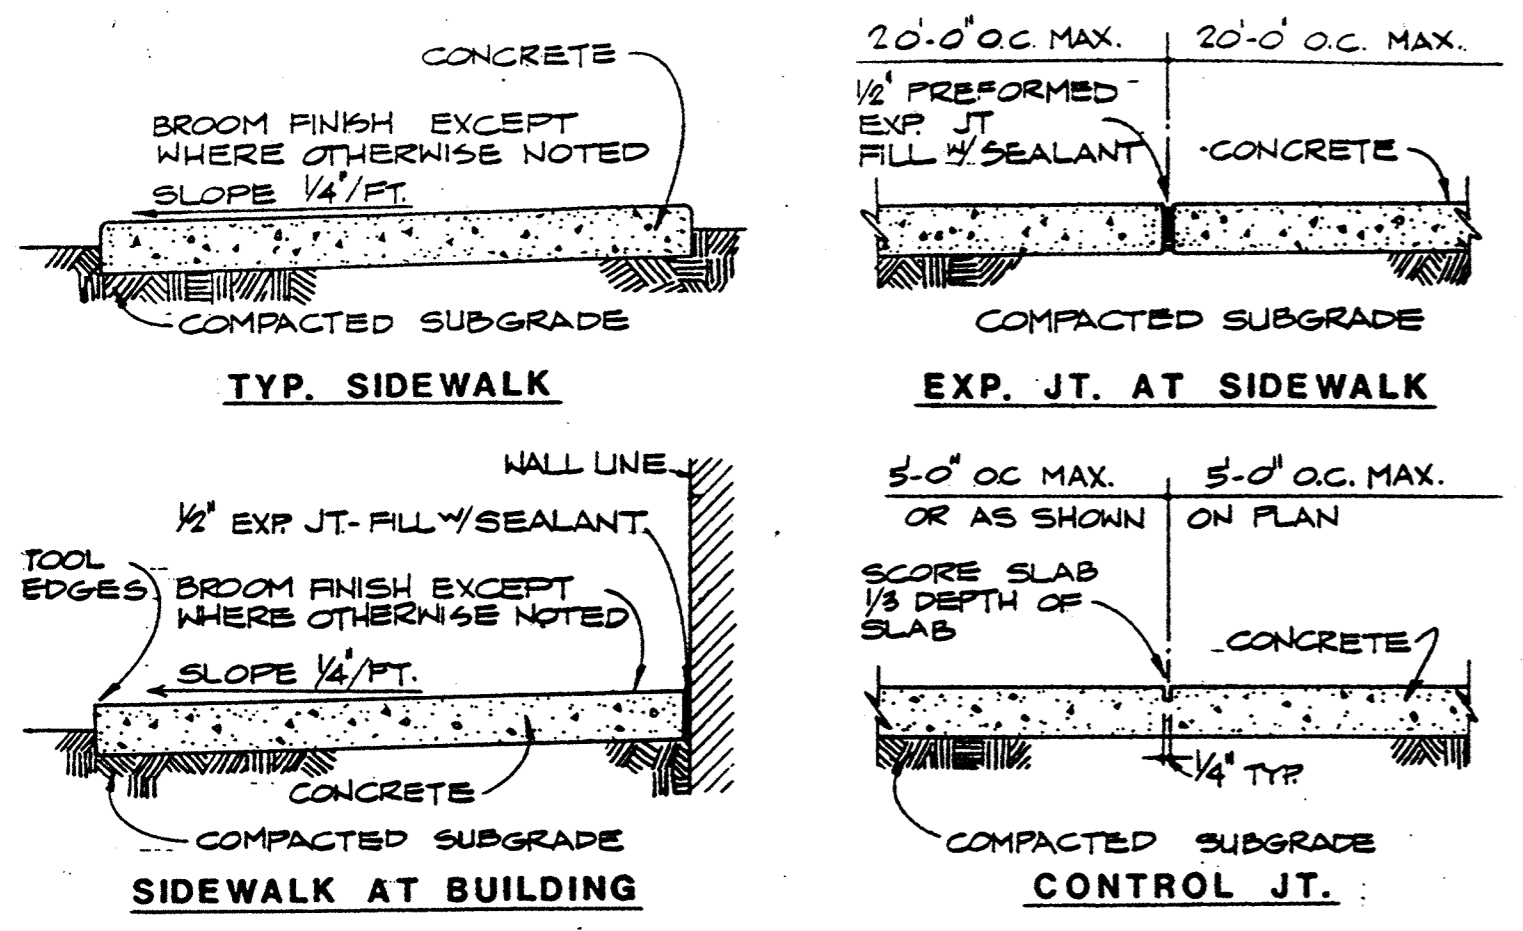 CONCRETE
BROOM FINISH EXCEPT
WHERE OTHERWISE NOTED
SLOPE 1/4"/FT.
COMPACTED SUBGRADE
TYP. SIDEWALK
20'-0" O.C. MAX.
20'-0" O.C. MAX.
1/2" PREFORMED
EXP. JT
FILL W/ SEALANT
CONCRETE
COMPACTED SUBGRADE
EXP. JT. AT SIDEWALK
WALL LINE
1/2" EXP. JT.- FILL W/ SEALANT
TOOL
EDGES
BROOM FINISH EXCEPT
WHERE OTHERWISE NOTED
SLOPE 1/4"/FT.
CONCRETE
COMPACTED SUBGRADE
SIDEWALK AT BUILDING
5'-0" O.C MAX.
5'-0" O.C. MAX.
OR AS SHOWN ON PLAN
SCORE SLAB
1/3 DEPTH OF
SLAB
CONCRETE
1/4" TYP.
COMPACTED SUBGRADE
CONTROL JT.